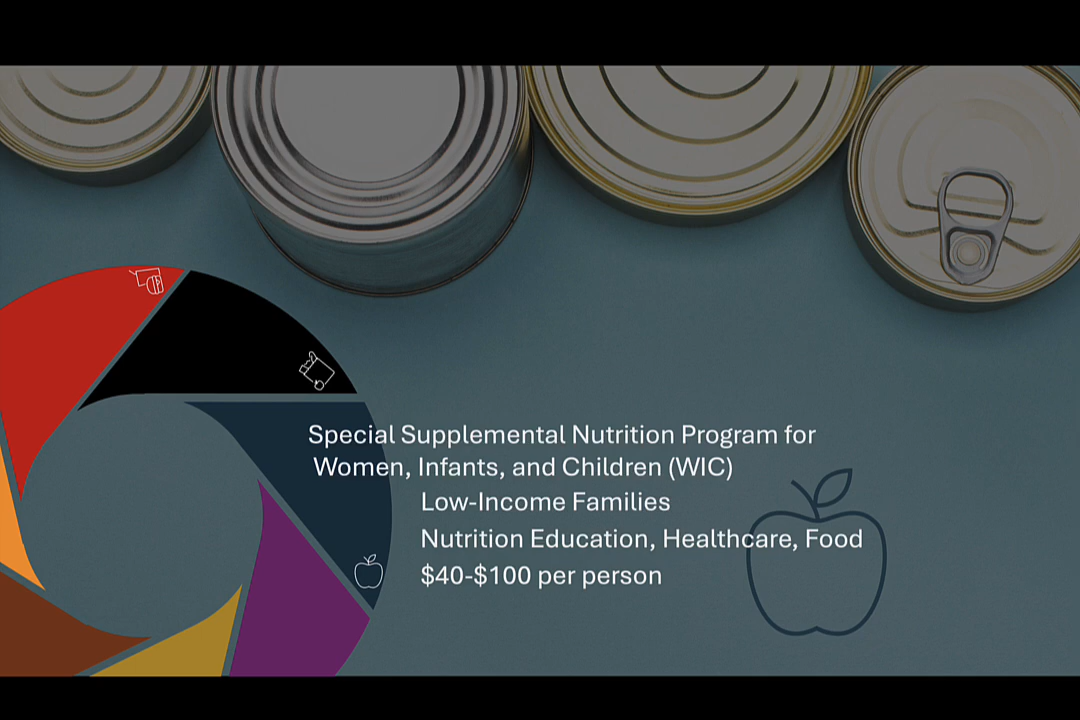 Special Supplemental Nutrition Program for
Women, Infants, and Children (WIC)
Low-Income Families
Nutrition Education, Healthcare, Food
$40-$100 per person